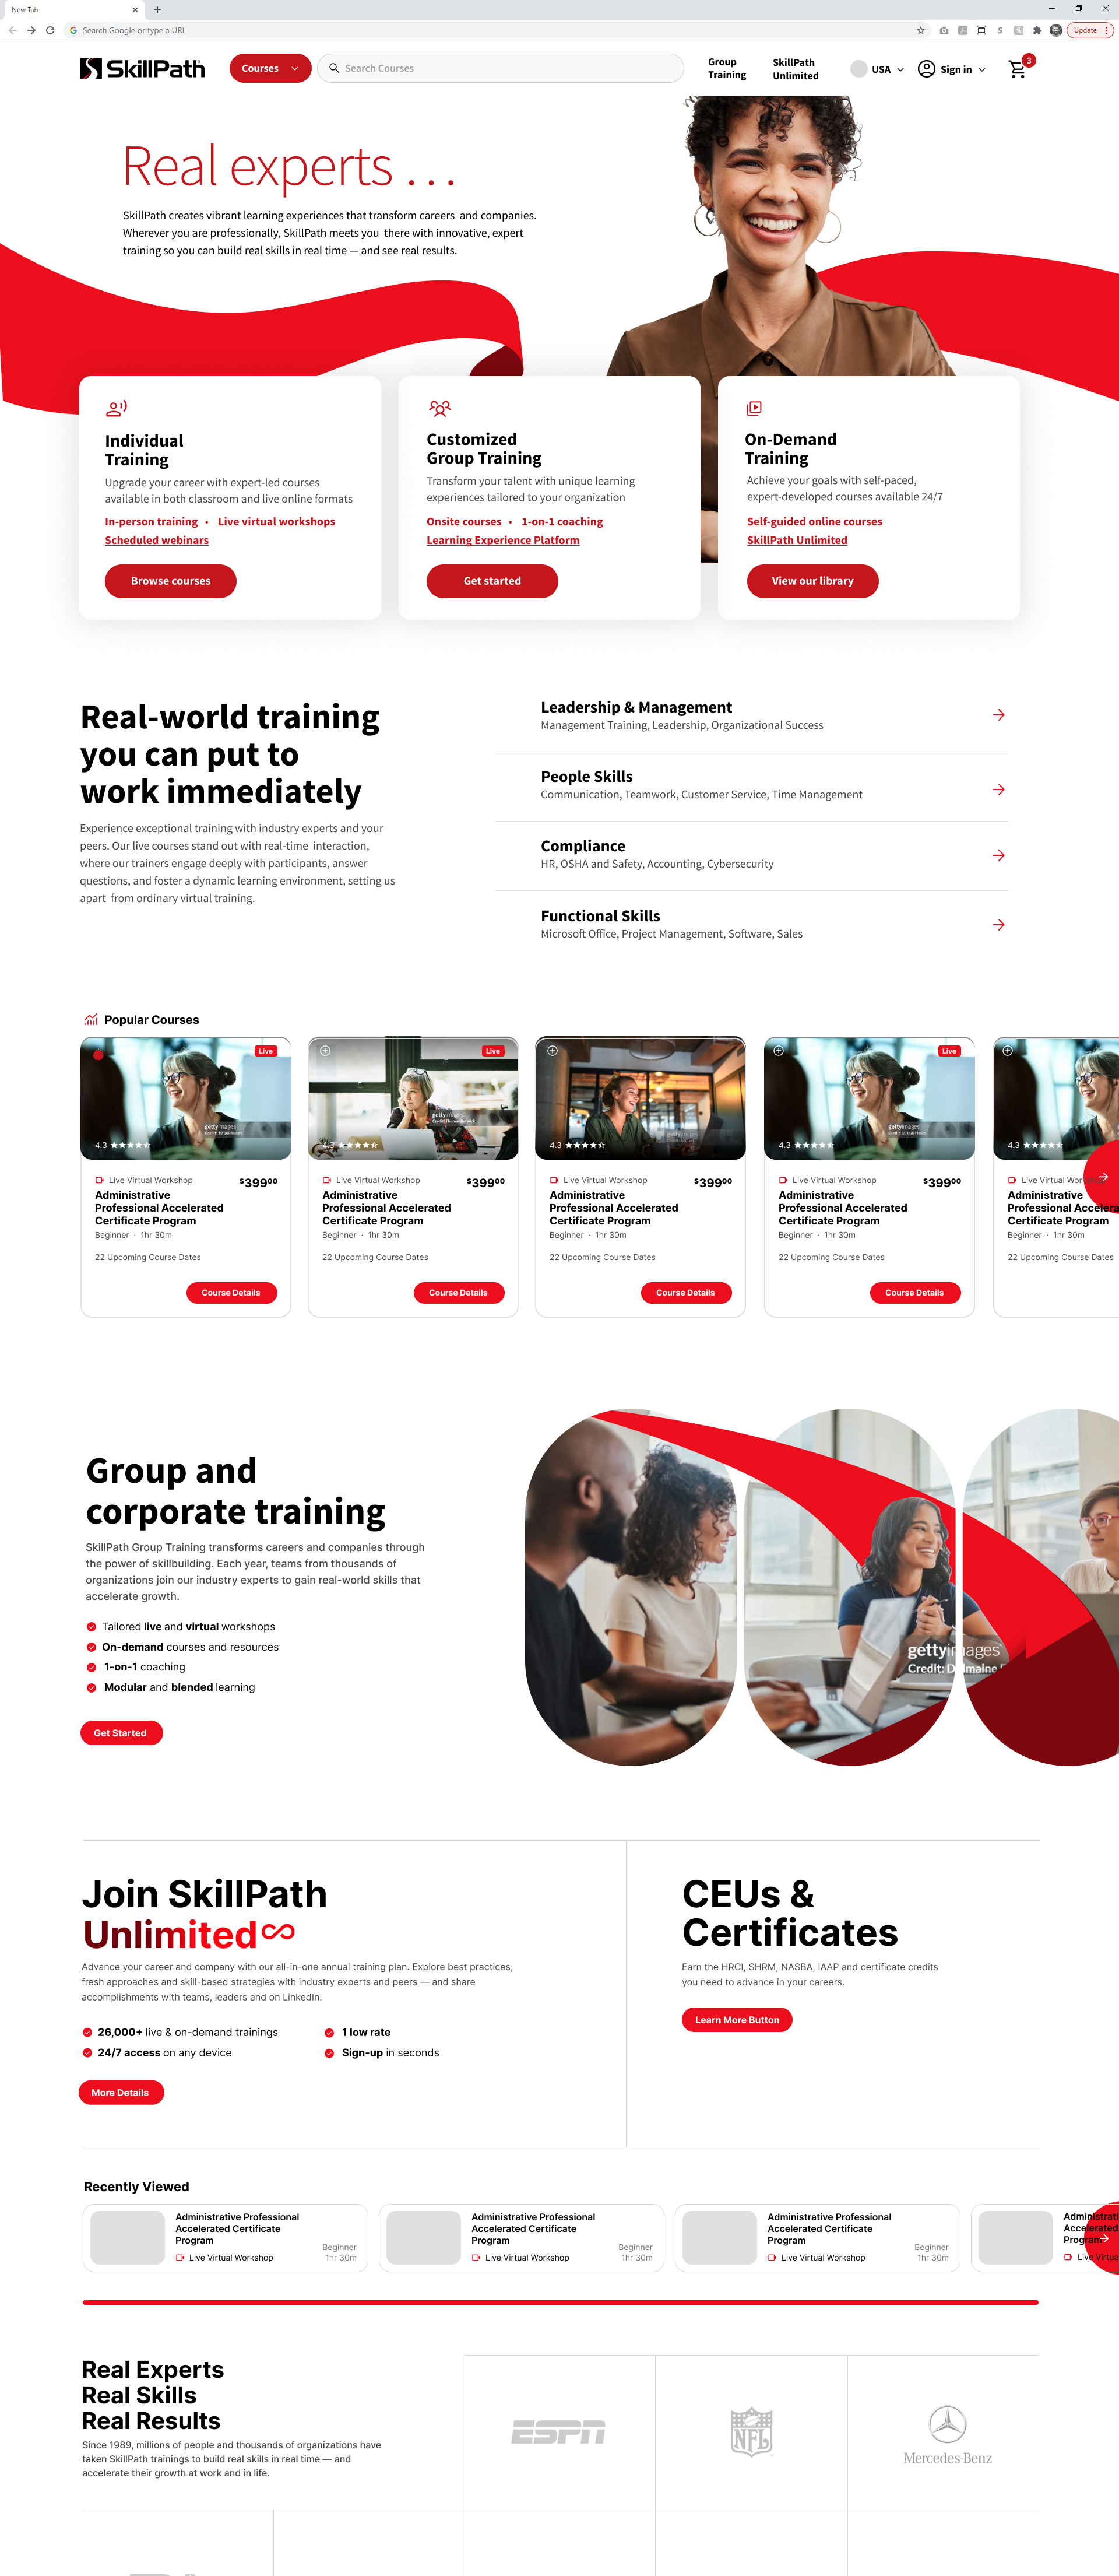 New Tab
Search Google or type a URL
Update
SkillPath
Courses
Search Courses
Group
Training
SkillPath
Unlimited
USA
Sign in
3
Real experts . . .
SkillPath creates vibrant learning experiences that transform careers and companies.
Wherever you are professionally, SkillPath meets you there with innovative, expert
training so you can build real skills in real time — and see real results.
Individual
Training
Upgrade your career with expert-led courses
available in both classroom and live online formats
In-person training • Live virtual workshops
Scheduled webinars
Browse courses
Customized
Group Training
Transform your talent with unique learning
experiences tailored to your organization
Onsite courses • 1-on-1 coaching
Learning Experience Platform
Get started
On-Demand
Training
Achieve your goals with self-paced,
expert-developed courses available 24/7
Self-guided online courses
SkillPath Unlimited
View our library
Real-world training
you can put to
work immediately
Experience exceptional training with industry experts and your
peers. Our live courses stand out with real-time interaction,
where our trainers engage deeply with participants, answer
questions, and foster a dynamic learning environment, setting us
apart from ordinary virtual training.
Leadership & Management
Management Training, Leadership, Organizational Success
People Skills
Communication, Teamwork, Customer Service, Time Management
Compliance
HR, OSHA and Safety, Accounting, Cybersecurity
Functional Skills
Microsoft Office, Project Management, Software, Sales
Popular Courses
Live
gettyimages
4.3
Live Virtual Workshop
$39900
Administrative
Professional Accelerated
Certificate Program
Beginner · 1hr 30m
22 Upcoming Course Dates
Course Details
Live
gettyimages
4.3
Live Virtual Workshop
$39900
Administrative
Professional Accelerated
Certificate Program
Beginner · 1hr 30m
22 Upcoming Course Dates
Course Details
4.3
Live Virtual Workshop
$39900
Administrative
Professional Accelerated
Certificate Program
Beginner · 1hr 30m
22 Upcoming Course Dates
Course Details
Live
gettyimages
4.3
Live Virtual Workshop
$39900
Administrative
Professional Accelerated
Certificate Program
Beginner · 1hr 30m
22 Upcoming Course Dates
Course Details
4.3
Live Virtual
Administrative
Professional Accelera
Certificate Program
Beginner · 1hr 30m
22 Upcoming Course Dates
Group and
corporate training
SkillPath Group Training transforms careers and companies through
the power of skillbuilding. Each year, teams from thousands of
organizations join our industry experts to gain real-world skills that
accelerate growth.
Tailored live and virtual workshops
On-demand courses and resources
1-on-1 coaching
Modular and blended learning
Get Started
gettyimages
Credit:
Join SkillPath
Unlimited
Advance your career and company with our all-in-one annual training plan. Explore best practices,
fresh approaches and skill-based strategies with industry experts and peers — and share
accomplishments with teams, leaders and on LinkedIn.
26,000+ live & on-demand trainings
24/7 access on any device
1 low rate
Sign-up in seconds
More Details
CEUs &
Certificates
Earn the HRCI, SHRM, NASBA, IAAP and certificate credits
you need to advance in your careers.
Learn More Button
Recently Viewed
Administrative Professional
Accelerated Certificate
Program
Live Virtual Workshop
Beginner
1hr 30m
Administrative Professional
Accelerated Certificate
Program
Live Virtual Workshop
Beginner
1hr 30m
Administrative Professional
Accelerated Certificate
Program
Live Virtual Workshop
Beginner
1hr 30m
Administrati
Accelerated
Program
Live Virtua
Real Experts
Real Skills
Real Results
Since 1989, millions of people and thousands of organizations have
taken SkillPath trainings to build real skills in real time — and
accelerate their growth at work and in life.
ESPN
NFL
Mercedes-Benz